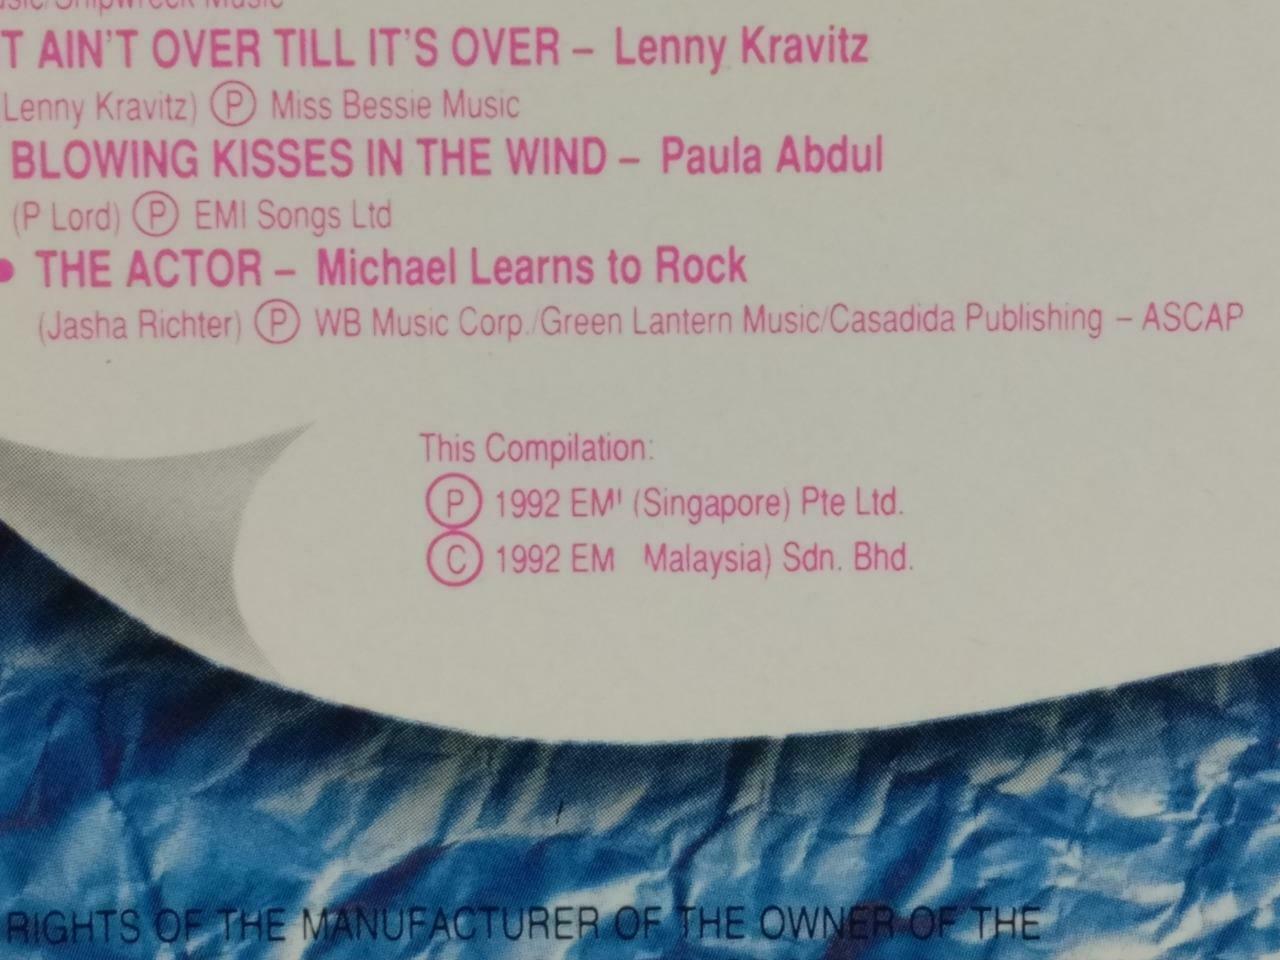 T AIN'T OVER TILL IT'S OVER – Lenny Kravitz
(Lenny Kravitz) Ⓟ Miss Bessie Music
BLOWING KISSES IN THE WIND – Paula Abdul
(P Lord) Ⓟ EMI Songs Ltd
• THE ACTOR – Michael Learns to Rock
(Jasha Richter) Ⓟ WB Music Corp./Green Lantern Music/Casadida Publishing – ASCAP
This Compilation:
Ⓟ 1992 EMI (Singapore) Pte Ltd.
Ⓒ 1992 EM Malaysia) Sdn. Bhd.
RIGHTS OF THE MANUFACTURER OF THE OWNER OF THE